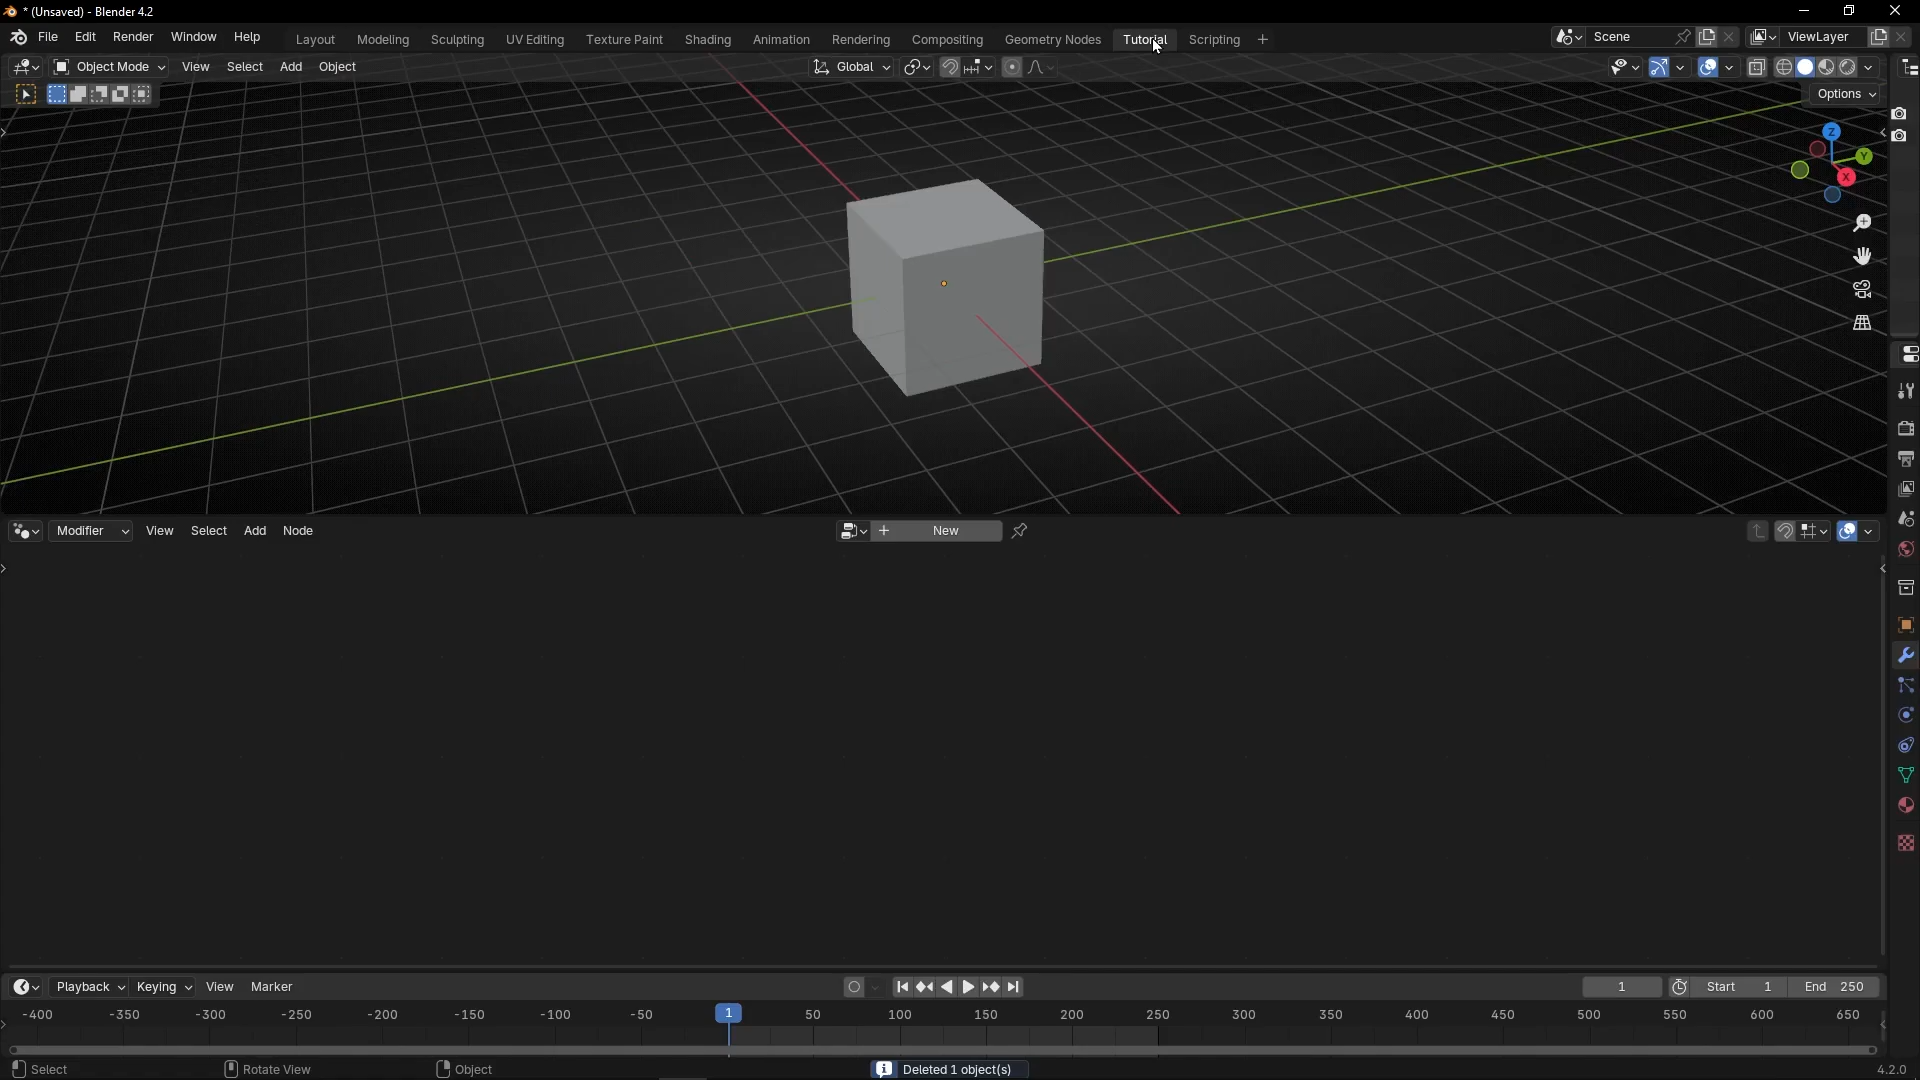 * (Unsaved) - Blender 4.2
File Edit Render Window Help Layout Modeling Sculpting UV Editing Texture Paint Shading Animation Rendering Compositing Geometry Nodes Tutorial Scripting + Scene ViewLayer
Object Mode View Select Add Object Global
Options
Z
Y
X
Modifier View Select Add Node + New
Playback Keying View Marker 1 Start 1 End 250
-400 -350 -300 -250 -200 -150 -100 -50 1 50 100 150 200 250 300 350 400 450 500 550 600 650
Select Rotate View Object Deleted 1 object(s) 4.2.0